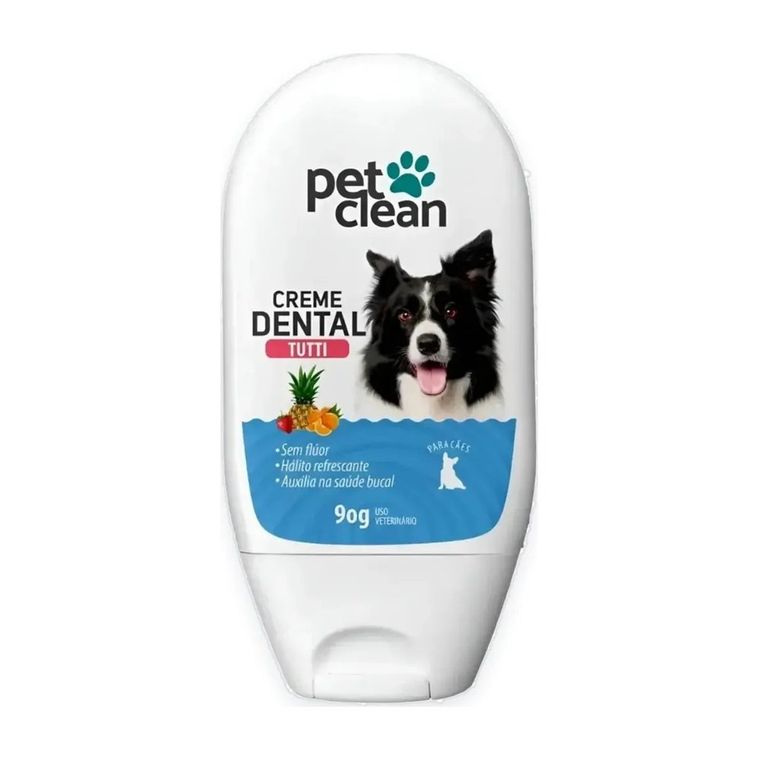 pet
clean
CREME
DENTAL
TUTTI
• Sem flúor
• Hálito refrescante
• Auxilia na saúde bucal
PARA CÃES
90g USO
VETERINÁRIO